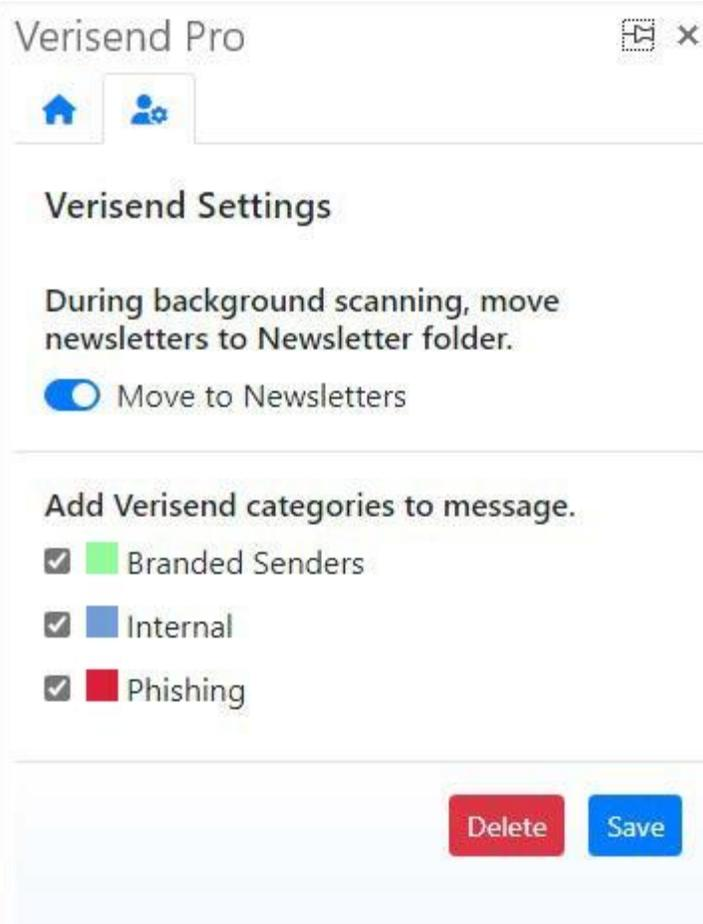 Verisend Pro
Verisend Settings
During background scanning, move
newsletters to Newsletter folder.
Move to Newsletters
Add Verisend categories to message.
Branded Senders
Internal
Phishing
Delete Save